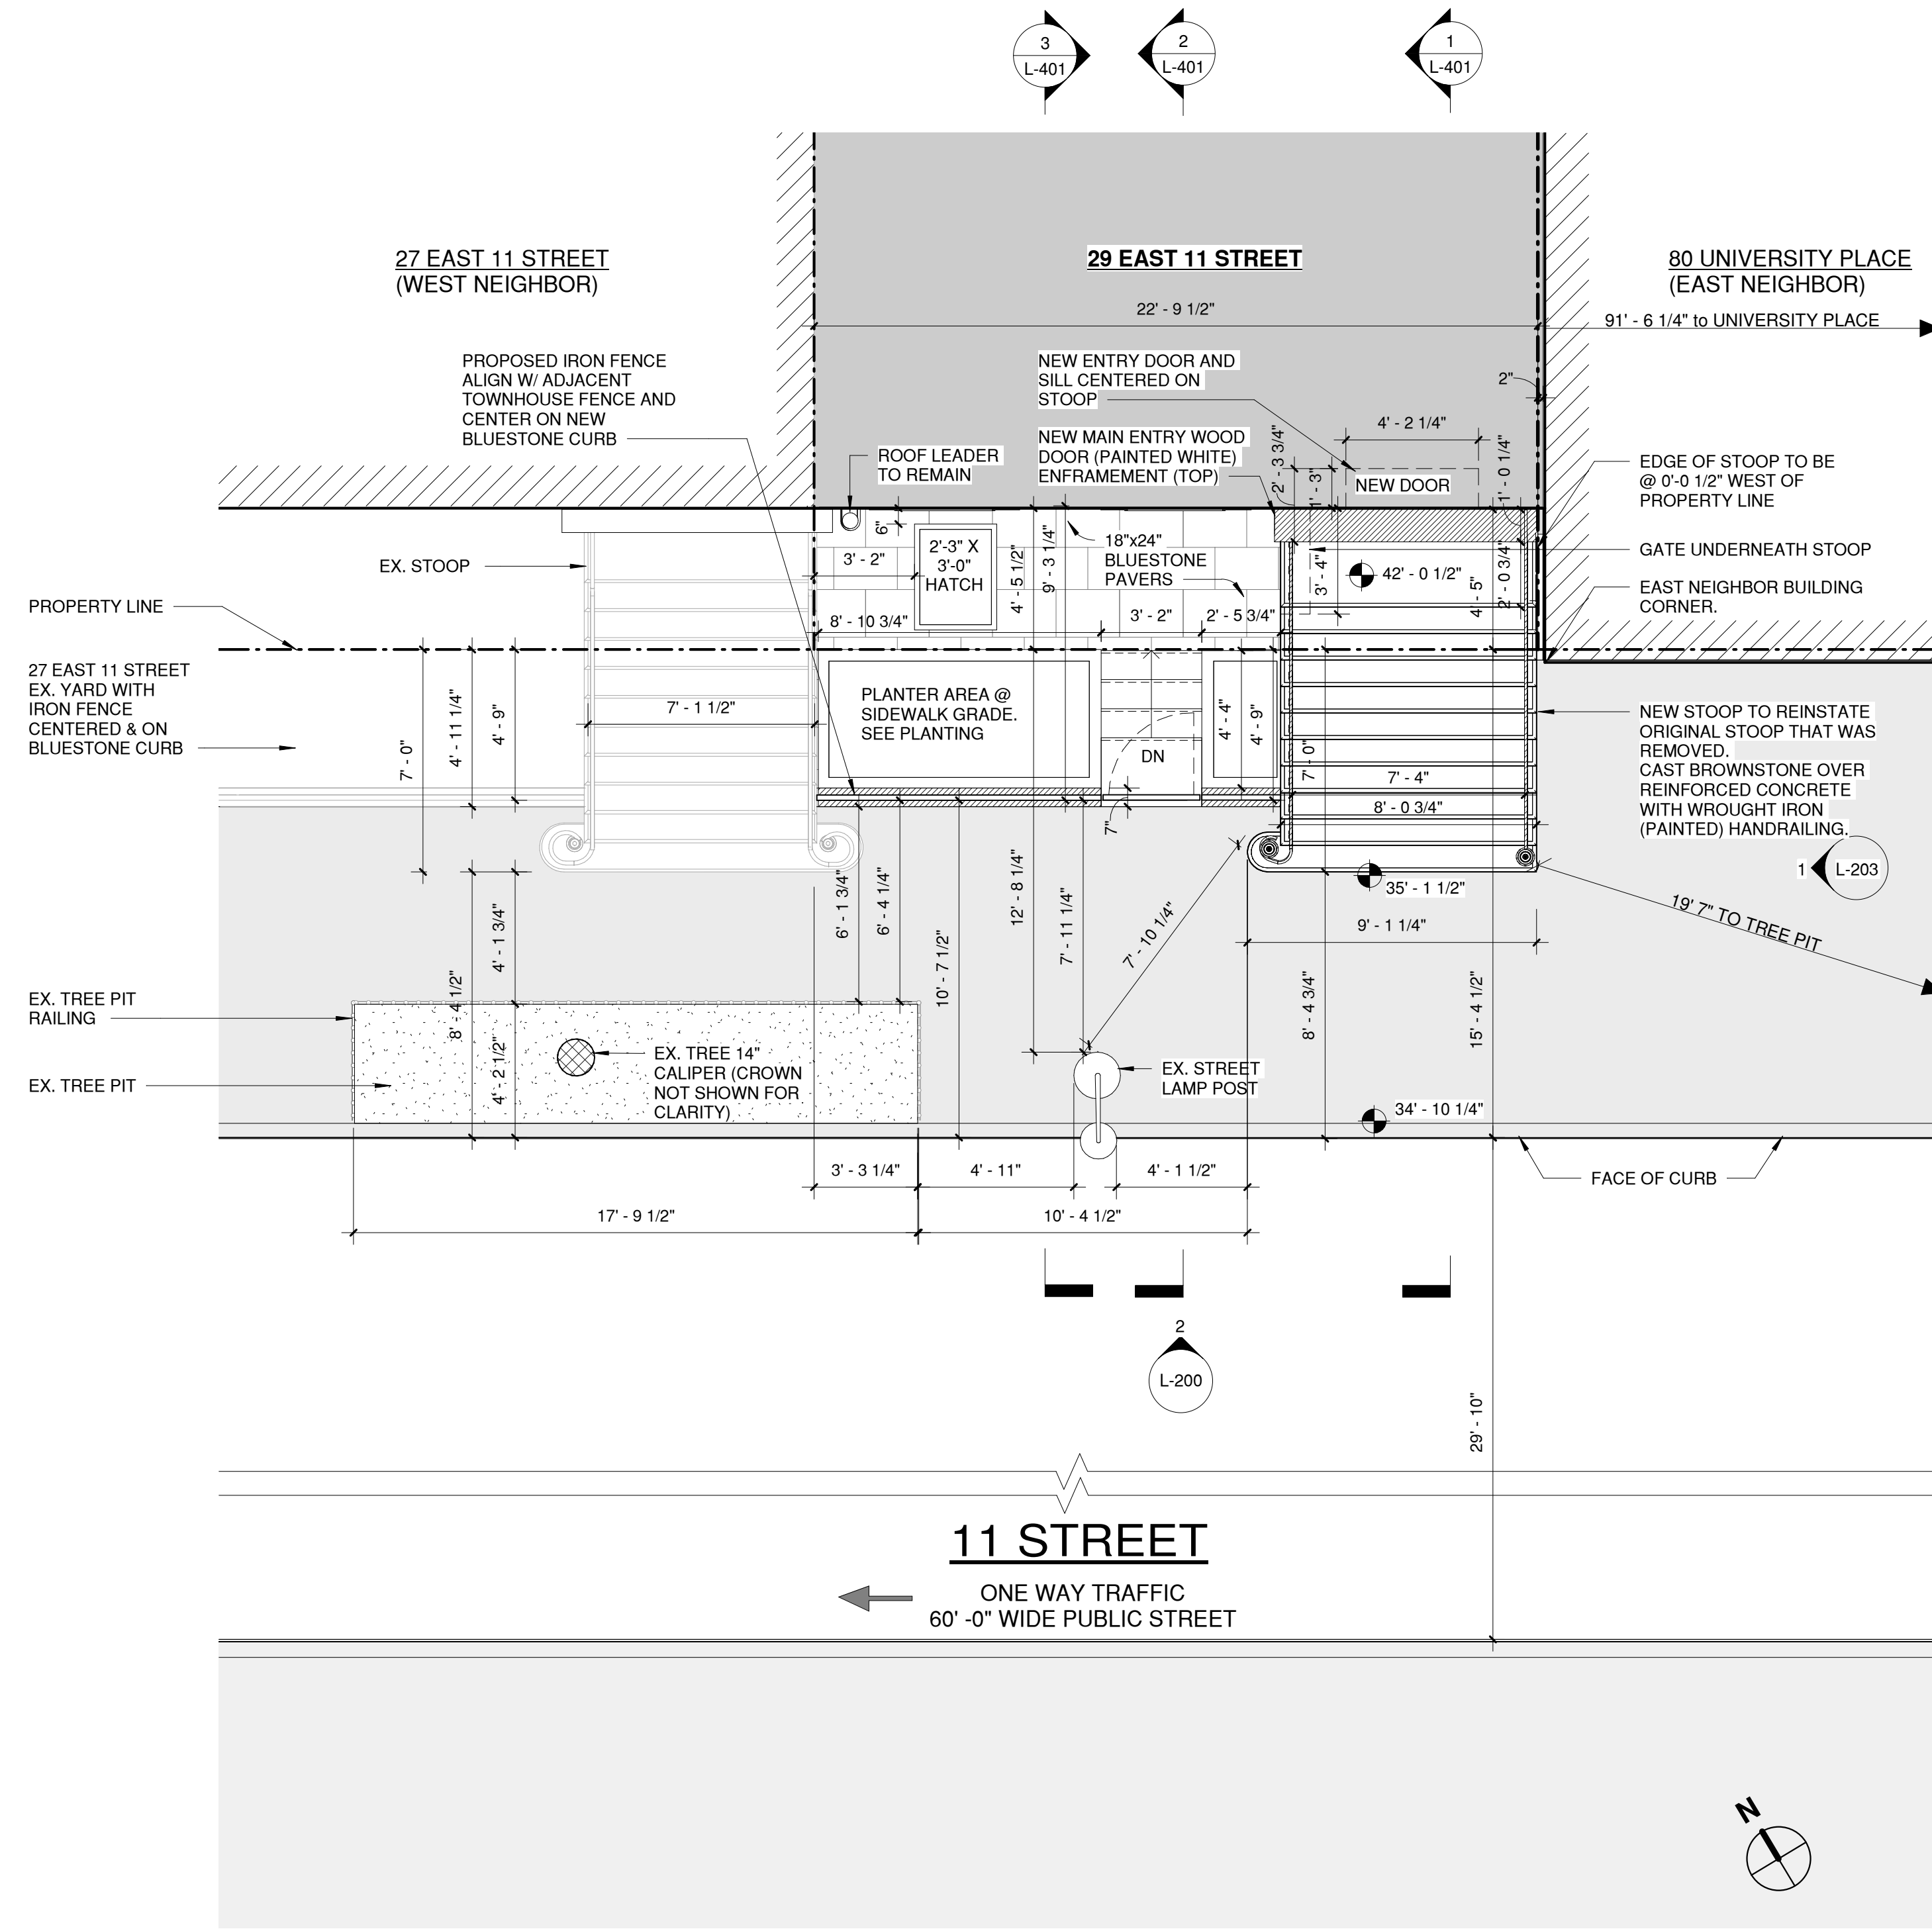 3
L-401
2
L-401
1
L-401
27 EAST 11 STREET
(WEST NEIGHBOR)
29 EAST 11 STREET
80 UNIVERSITY PLACE
(EAST NEIGHBOR)
22' - 9 1/2"
91' - 6 1/4" to UNIVERSITY PLACE
PROPOSED IRON FENCE
ALIGN W/ ADJACENT
TOWNHOUSE FENCE AND
CENTER ON NEW
BLUESTONE CURB
NEW ENTRY DOOR AND
SILL CENTERED ON
STOOP
2"
4' - 2 1/4"
ROOF LEADER
TO REMAIN
NEW MAIN ENTRY WOOD
DOOR (PAINTED WHITE)
ENFRAMEMENT (TOP)
2' - 3 3/4"
1' - 3"
NEW DOOR
1' - 0 1/4"
EDGE OF STOOP TO BE
@ 0'-0 1/2" WEST OF
PROPERTY LINE
6"
EX. STOOP
3' - 2"
2'-3" X
3'-0"
HATCH
4' - 5 1/2"
9' - 3 1/4"
18"x24"
BLUESTONE
PAVERS
3' - 4"
42' - 0 1/2"
4' - 5"
2' - 0 3/4"
GATE UNDERNEATH STOOP
EAST NEIGHBOR BUILDING
CORNER.
PROPERTY LINE
8' - 10 3/4"
3' - 2"
2' - 5 3/4"
27 EAST 11 STREET
EX. YARD WITH
IRON FENCE
CENTERED & ON
BLUESTONE CURB
7' - 0"
4' - 11 1/4"
4' - 9"
7' - 1 1/2"
PLANTER AREA @
SIDEWALK GRADE.
SEE PLANTING
DN
4' - 4"
4' - 9"
7' - 0"
7' - 4"
8' - 0 3/4"
7"
NEW STOOP TO REINSTATE
ORIGINAL STOOP THAT WAS
REMOVED.
CAST BROWNSTONE OVER
REINFORCED CONCRETE
WITH WROUGHT IRON
(PAINTED) HANDRAILING.
1
L-203
35' - 1 1/2"
9' - 1 1/4"
19' 7" TO TREE PIT
8' - 4 1/2"
4' - 1 3/4"
6' - 1 3/4"
6' - 4 1/4"
10' - 7 1/2"
12' - 8 1/4"
7' - 11 1/4"
7' - 10 1/4"
8' - 4 3/4"
15' - 4 1/2"
EX. TREE PIT
RAILING
EX. TREE PIT
4' - 2 1/2"
EX. TREE 14"
CALIPER (CROWN
NOT SHOWN FOR
CLARITY)
EX. STREET
LAMP POST
34' - 10 1/4"
3' - 3 1/4"
4' - 11"
4' - 1 1/2"
FACE OF CURB
17' - 9 1/2"
10' - 4 1/2"
2
L-200
29' - 10"
11 STREET
ONE WAY TRAFFIC
60' -0" WIDE PUBLIC STREET
N